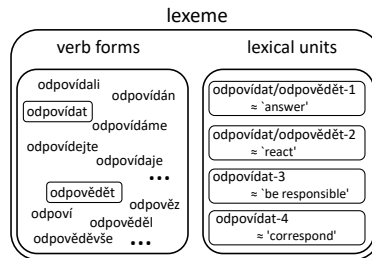 lexeme
verb forms
odpovídali
odpovídán
odpovídat
odpovídáme
odpovídejte
odpovídaje
...
odpovědět
odpověz
odpoví
odpověděl
odpověděvše ...
lexical units
odpovídat/odpovědět-1
≈ `answer'
odpovídat/odpovědět-2
≈ `react'
odpovídat-3
≈ `be responsible'
odpovídat-4
≈ 'correspond'